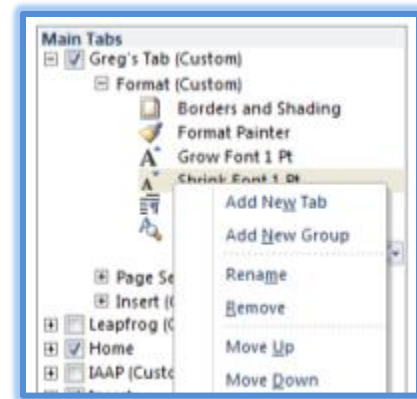 Main Tabs
Greg's Tab (Custom)
Format (Custom)
Borders and Shading
Format Painter
Grow Font 1 Pt
Shrink Font 1 Pt
Add New Tab
Add New Group
Page Se
Rename
Insert (
Remove
Leapfrog (
Home
Move Up
IAAP (Custo
Move Down